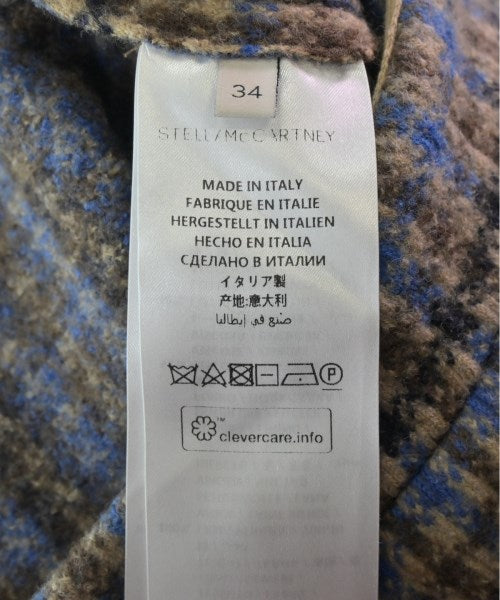 34
STELLA McCARTNEY
MADE IN ITALY
FABRIQUE EN ITALIE
HERGESTELLT IN ITALIEN
HECHO EN ITALIA
СДЕЛАНО В ИТАЛИИ
イタリア製
产地:意大利
صنع في إيطاليا
P
™ clevercare.info